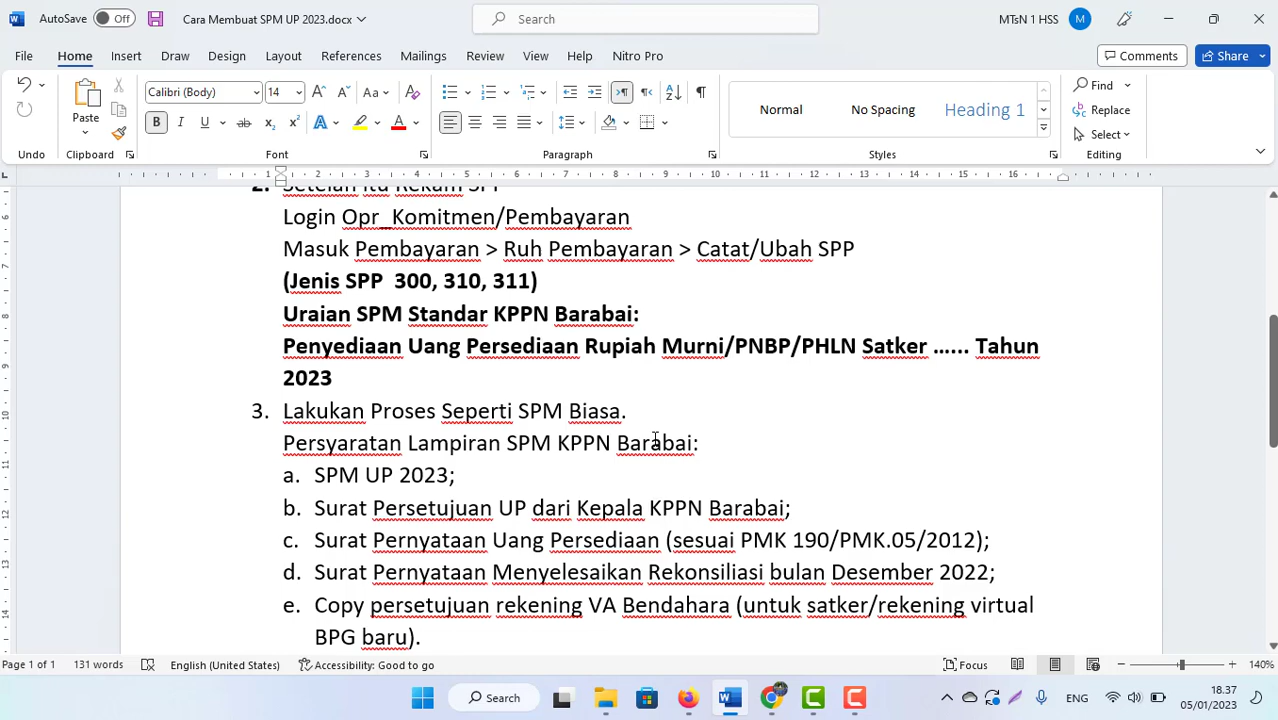 AutoSave Off Cara Membuat SPM UP 2023.docx Search MTsN 1 HSS M
File Home Insert Draw Design Layout References Mailings Review View Help Nitro Pro Comments Share
Paste Calibri (Body) 14 Normal No Spacing Heading 1 Find
Replace
Select
Undo Clipboard Font Paragraph Styles Editing
2. Setelah itu Rekam SPP
Login Opr_Komitmen/Pembayaran
Masuk Pembayaran > Ruh Pembayaran > Catat/Ubah SPP
(Jenis SPP 300, 310, 311)
Uraian SPM Standar KPPN Barabai:
Penyediaan Uang Persediaan Rupiah Murni/PNBP/PHLN Satker …... Tahun
2023
3. Lakukan Proses Seperti SPM Biasa.
Persyaratan Lampiran SPM KPPN Barabai:
a. SPM UP 2023;
b. Surat Persetujuan UP dari Kepala KPPN Barabai;
c. Surat Pernyataan Uang Persediaan (sesuai PMK 190/PMK.05/2012);
d. Surat Pernyataan Menyelesaikan Rekonsiliasi bulan Desember 2022;
e. Copy persetujuan rekening VA Bendahara (untuk satker/rekening virtual
BPG baru).
Page 1 of 1 131 words English (United States) Accessibility: Good to go Focus 140%
Search ENG 18.37
05/01/2023